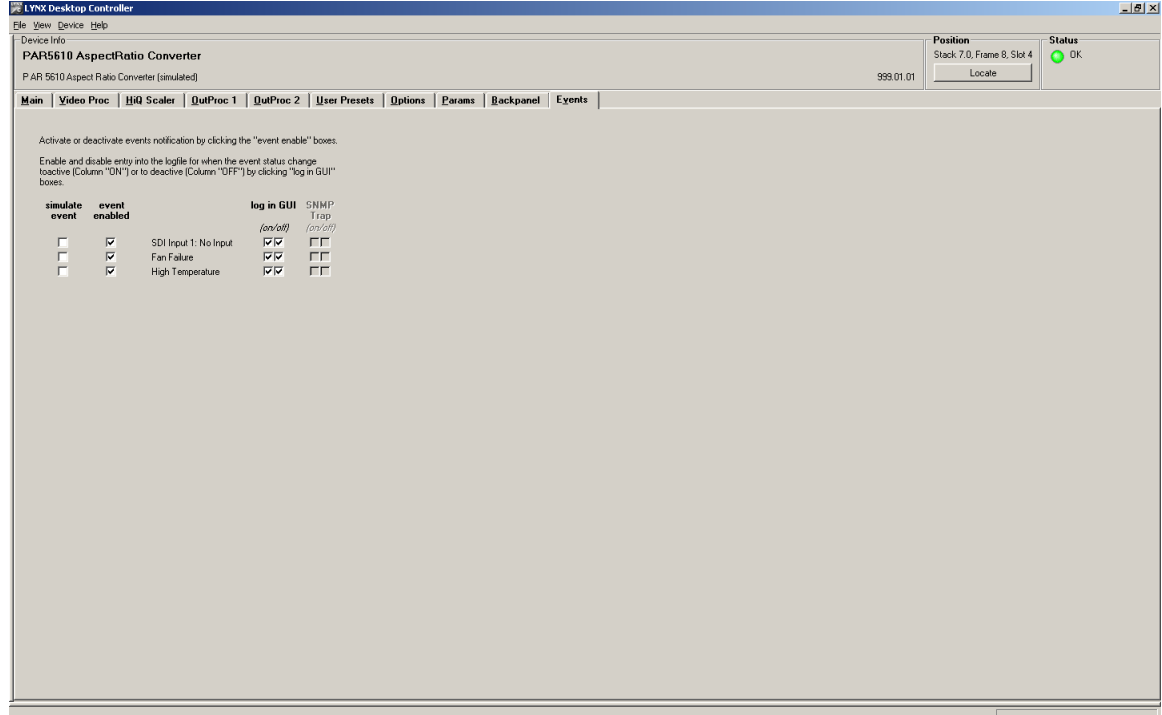 LYNX Desktop Controller
File View Device Help
Device Info
PAR5610 AspectRatio Converter
P AR 5610 Aspect Ratio Converter (simulated)
999.01.01
Position
Stack 7.0, Frame 8, Slot 4
Locate
Status
OK
Main Video Proc HiQ Scaler OutProc 1 OutProc 2 User Presets Options Params Backpanel Events
Activate or deactivate events notification by clicking the "event enable" boxes.
Enable and disable entry into the logfile for when the event status change
toactive (Column "ON") or to deactive (Column "OFF") by clicking "log in GUI"
boxes.
simulate event log in GUI SNMP
event enabled Trap
(on/off) (on/off)
SDI Input 1: No Input
Fan Failure
High Temperature